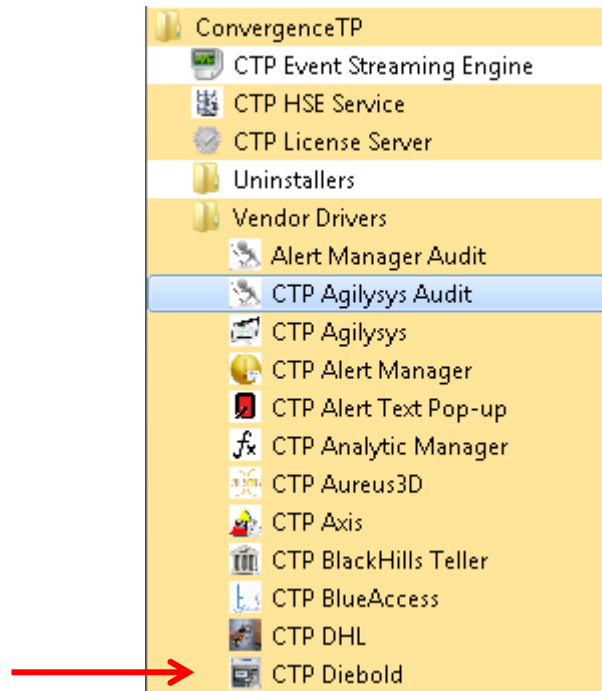 ConvergenceTP
CTP Event Streaming Engine
CTP HSE Service
CTP License Server
Uninstallers
Vendor Drivers
Alert Manager Audit
CTP Agilysys Audit
CTP Agilysys
CTP Alert Manager
CTP Alert Text Pop-up
CTP Analytic Manager
CTP Aureus3D
CTP Axis
CTP BlackHills Teller
CTP BlueAccess
CTP DHL
CTP Diebold